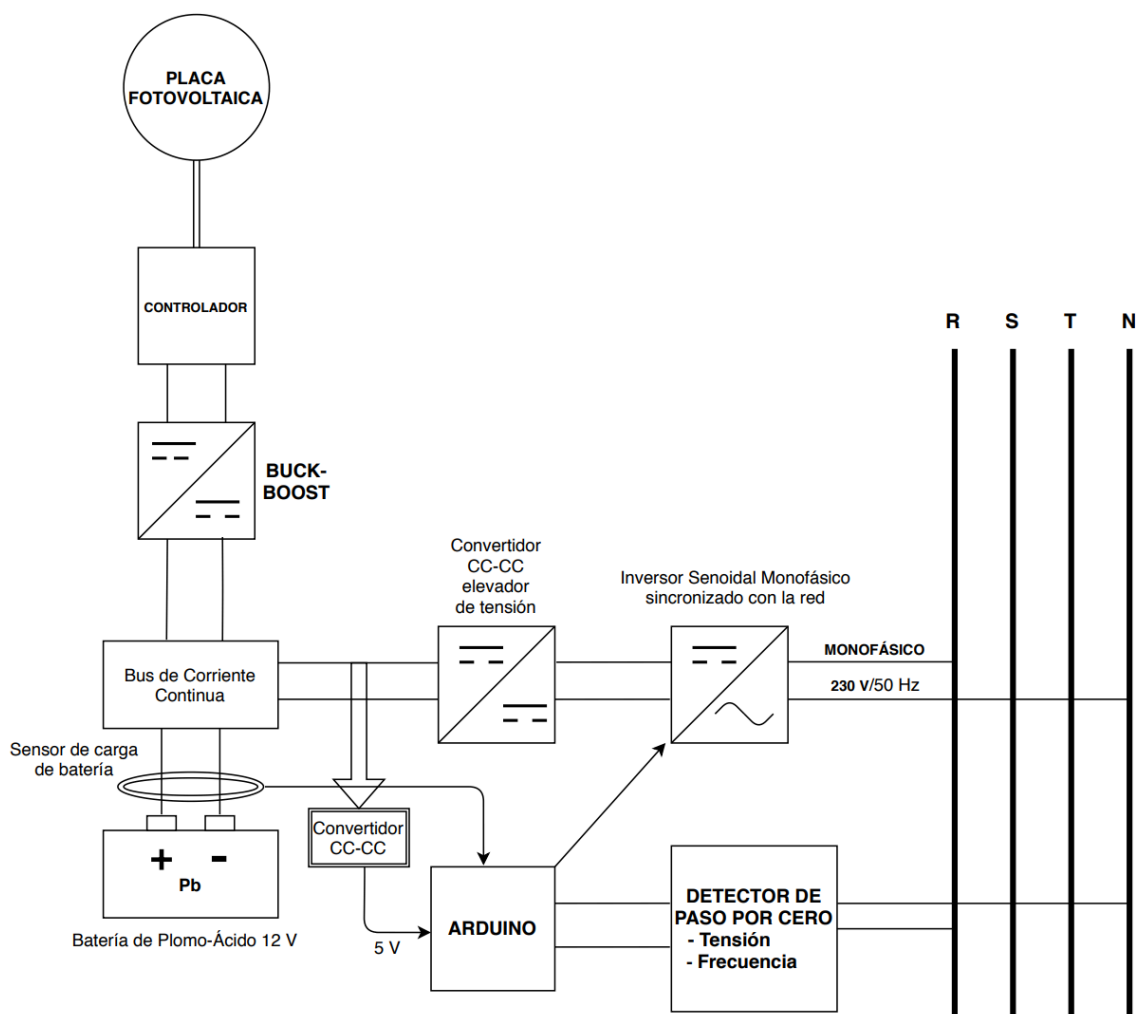 PLACA
FOTOVOLTAICA
CONTROLADOR
R S T N
BUCK-
BOOST
Convertidor
CC-CC
elevador
de tensión
Inversor Senoidal Monofásico
sincronizado con la red
MONOFÁSICO
230 V/50 Hz
Bus de Corriente
Continua
Sensor de carga
de batería
Convertidor
CC-CC
+ -
Pb
Batería de Plomo-Ácido 12 V
5 V
ARDUINO
DETECTOR DE
PASO POR CERO
- Tensión
- Frecuencia